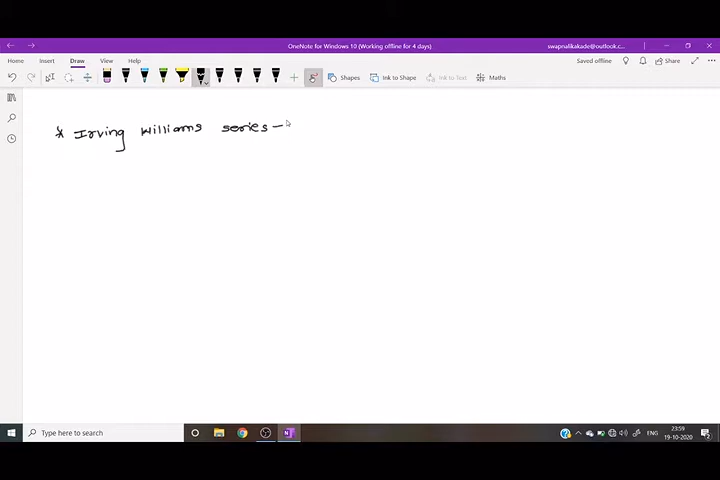 OneNote for Windows 10 (Working offline for 4 days)
swapnalikakade@outlook.c...
Home Insert Draw View Help
Saved offline Share
Shapes Ink to Shape Ink to Text Maths
* Irving Williams series –
Type here to search
ENG
23:59
19-10-2020